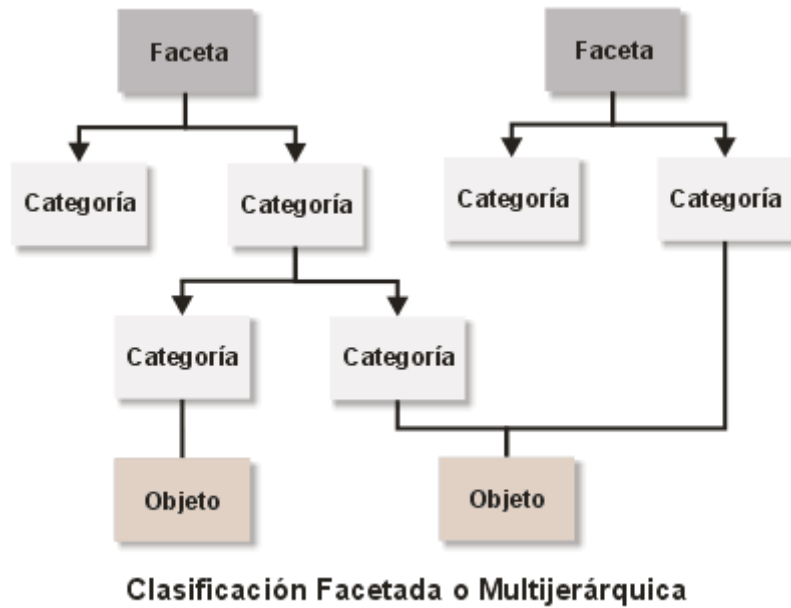 Faceta
Faceta
Categoría
Categoría
Categoría
Categoría
Categoría
Categoría
Objeto
Objeto
Clasificación Facetada o Multijerárquica